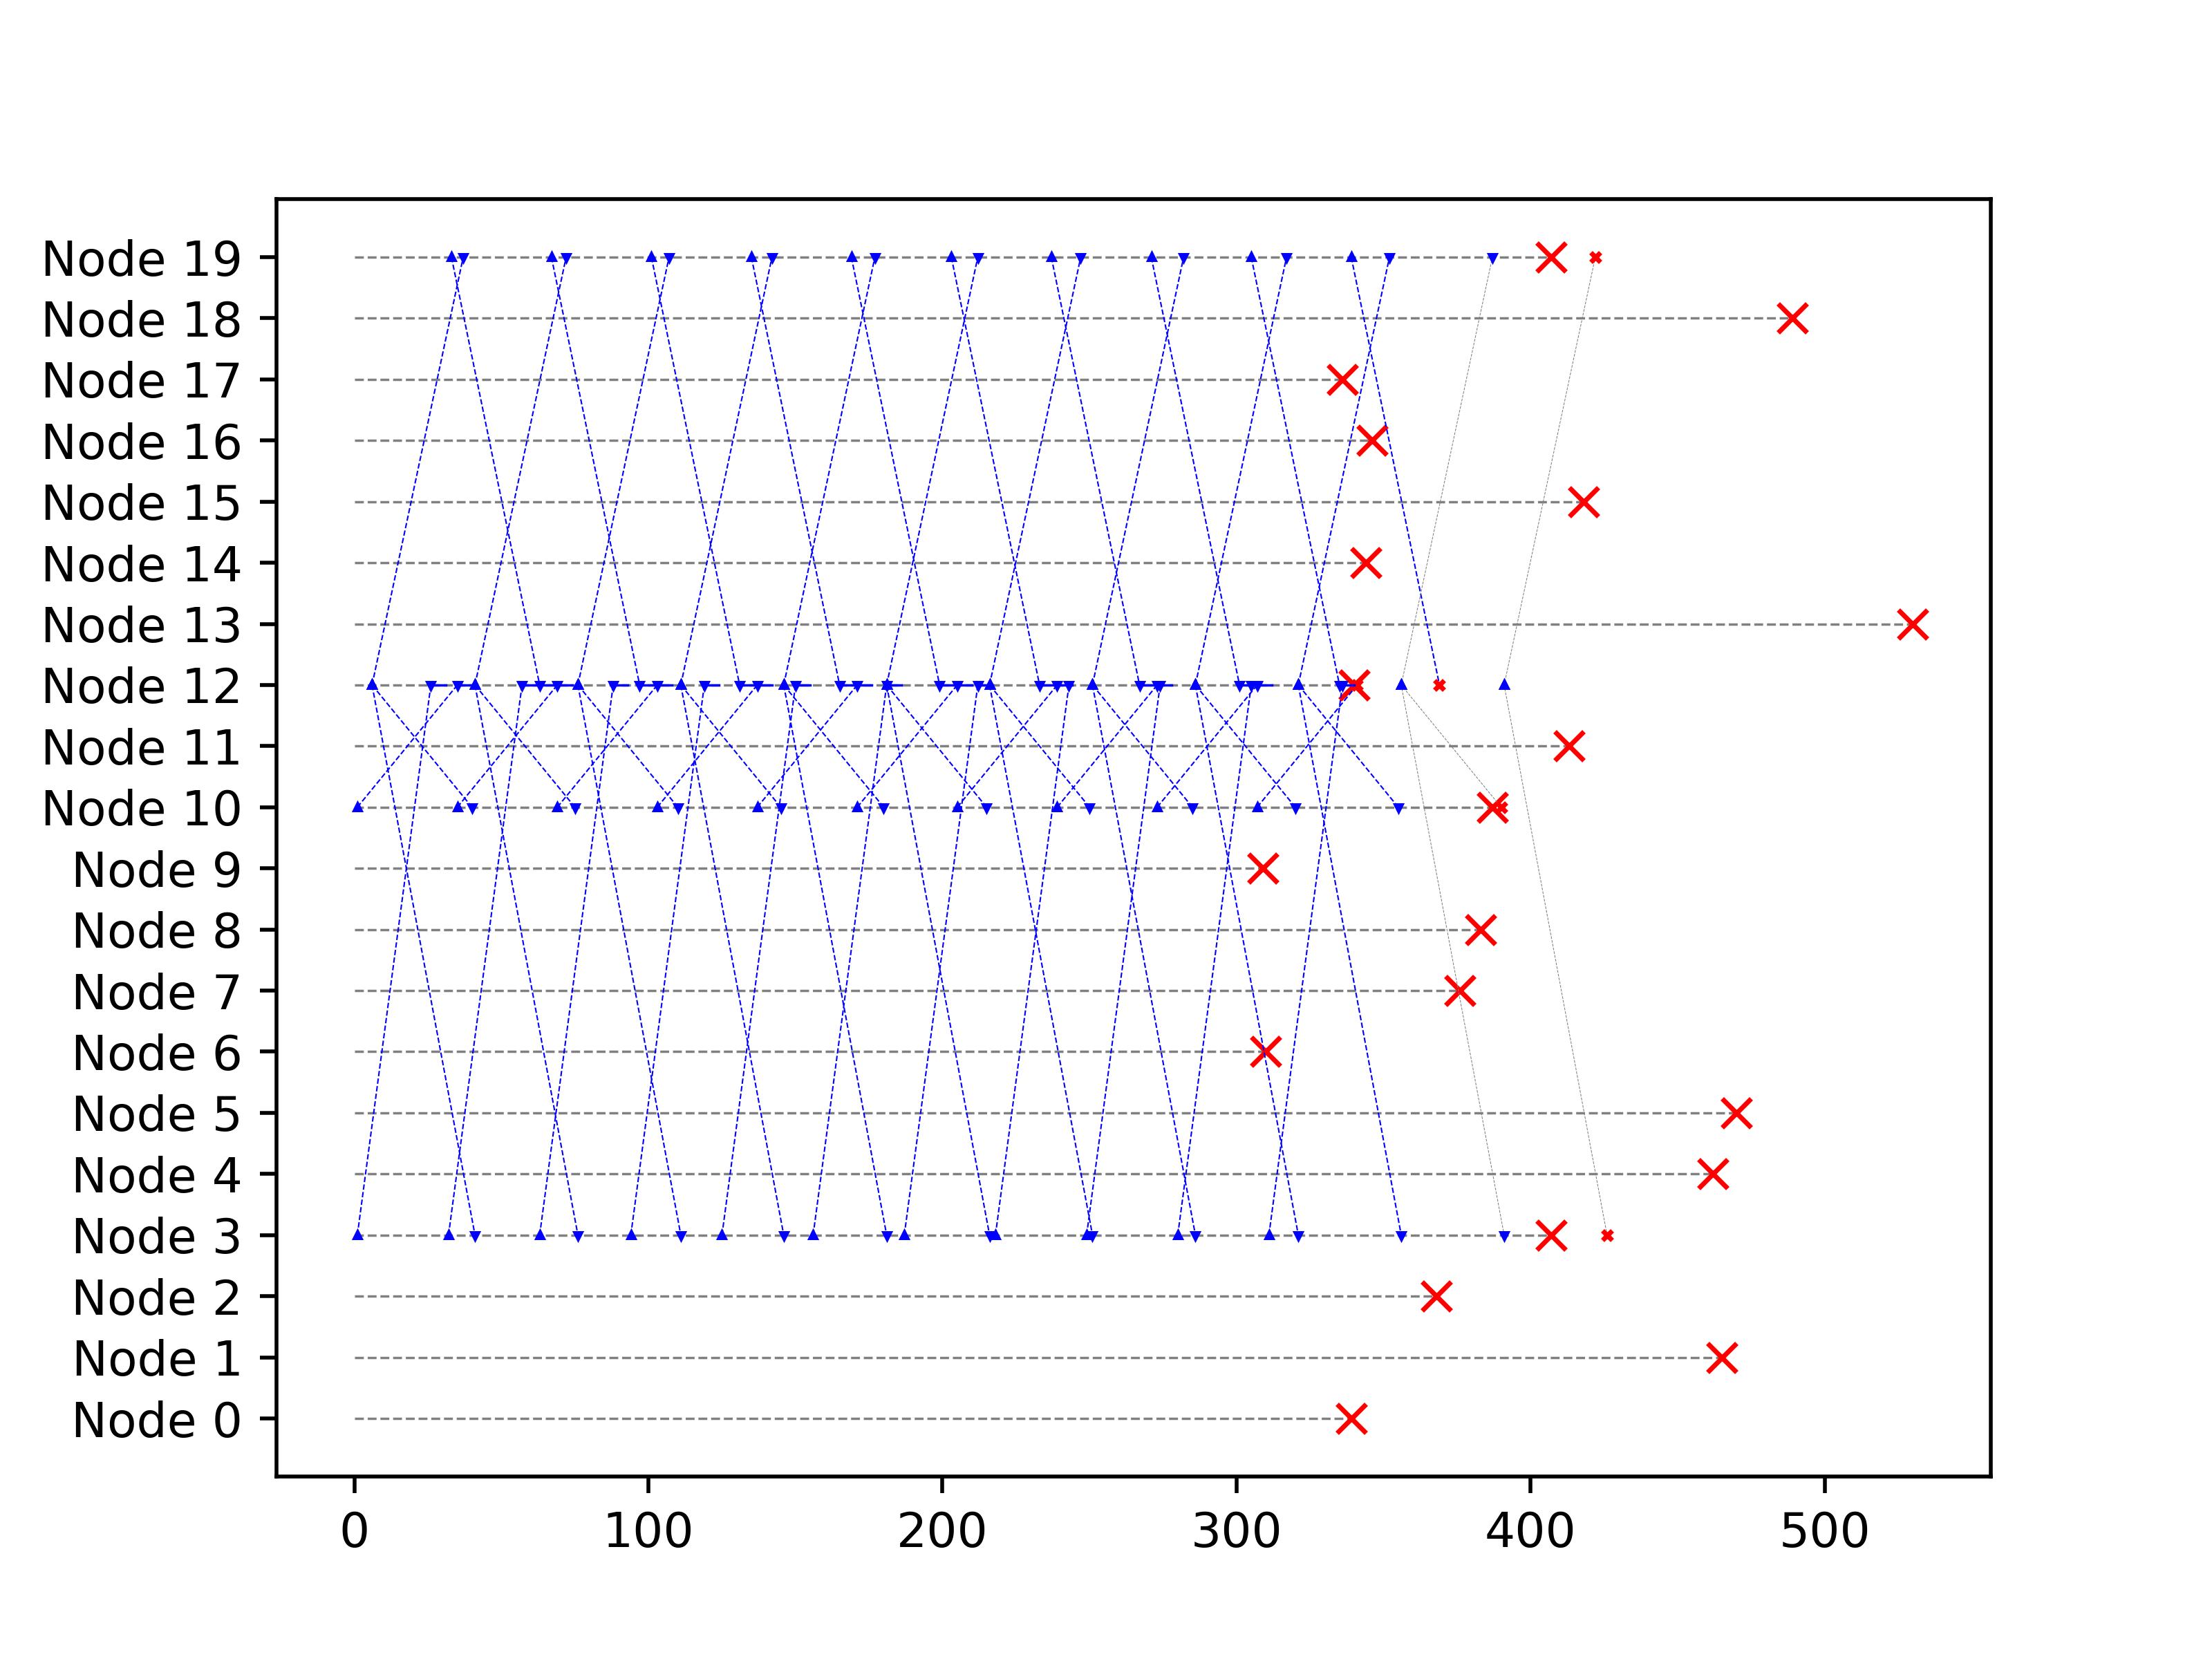 Node 19
Node 18
Node 17
Node 16
Node 15
Node 14
Node 13
Node 12
Node 11
Node 10
Node 9
Node 8
Node 7
Node 6
Node 5
Node 4
Node 3
Node 2
Node 1
Node 0
0 100 200 300 400 500